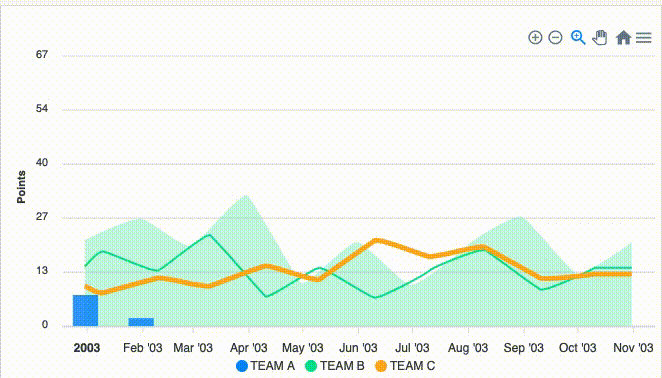 67
54
40
27
13
0
Points
2003 Feb '03 Mar '03 Apr '03 May '03 Jun '03 Jul '03 Aug '03 Sep '03 Oct '03 Nov '03
TEAM A TEAM B TEAM C